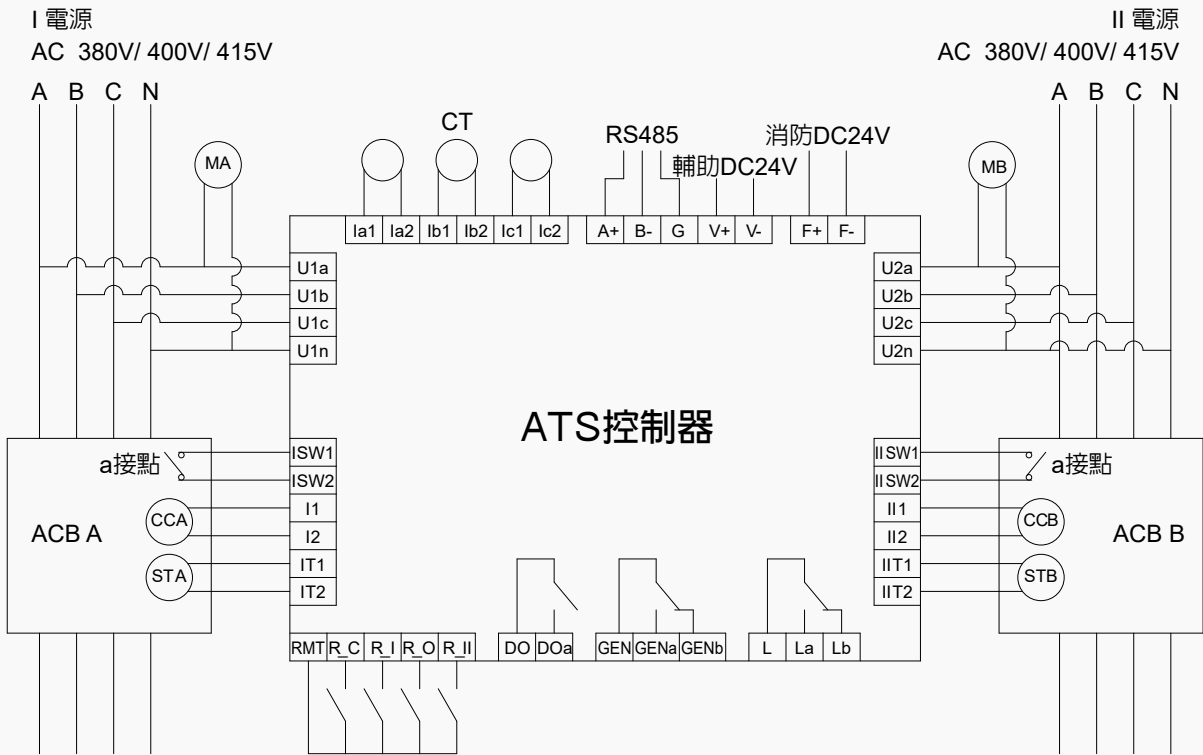 I 電源
II 電源
AC 380V/ 400V/ 415V
AC 380V/ 400V/ 415V
A B C N
A B C N
CT
RS485
消防DC24V
輔助DC24V
MA
MB
Ia1 Ia2 Ib1 Ib2 Ic1 Ic2 A+ B- G V+ V- F+ F-
U1a
U2a
U1b
U2b
U1c
U2c
U1n
U2n
ATS控制器
ISW1
IISW1
a接點
a接點
ISW2
IISW2
I1
II1
CCA
CCB
ACB A
ACB B
I2
II2
IT1
IIT1
STA
STB
IT2
IIT2
RMT R_C R_I R_O R_II DO DOa GEN GENa GENb L La Lb